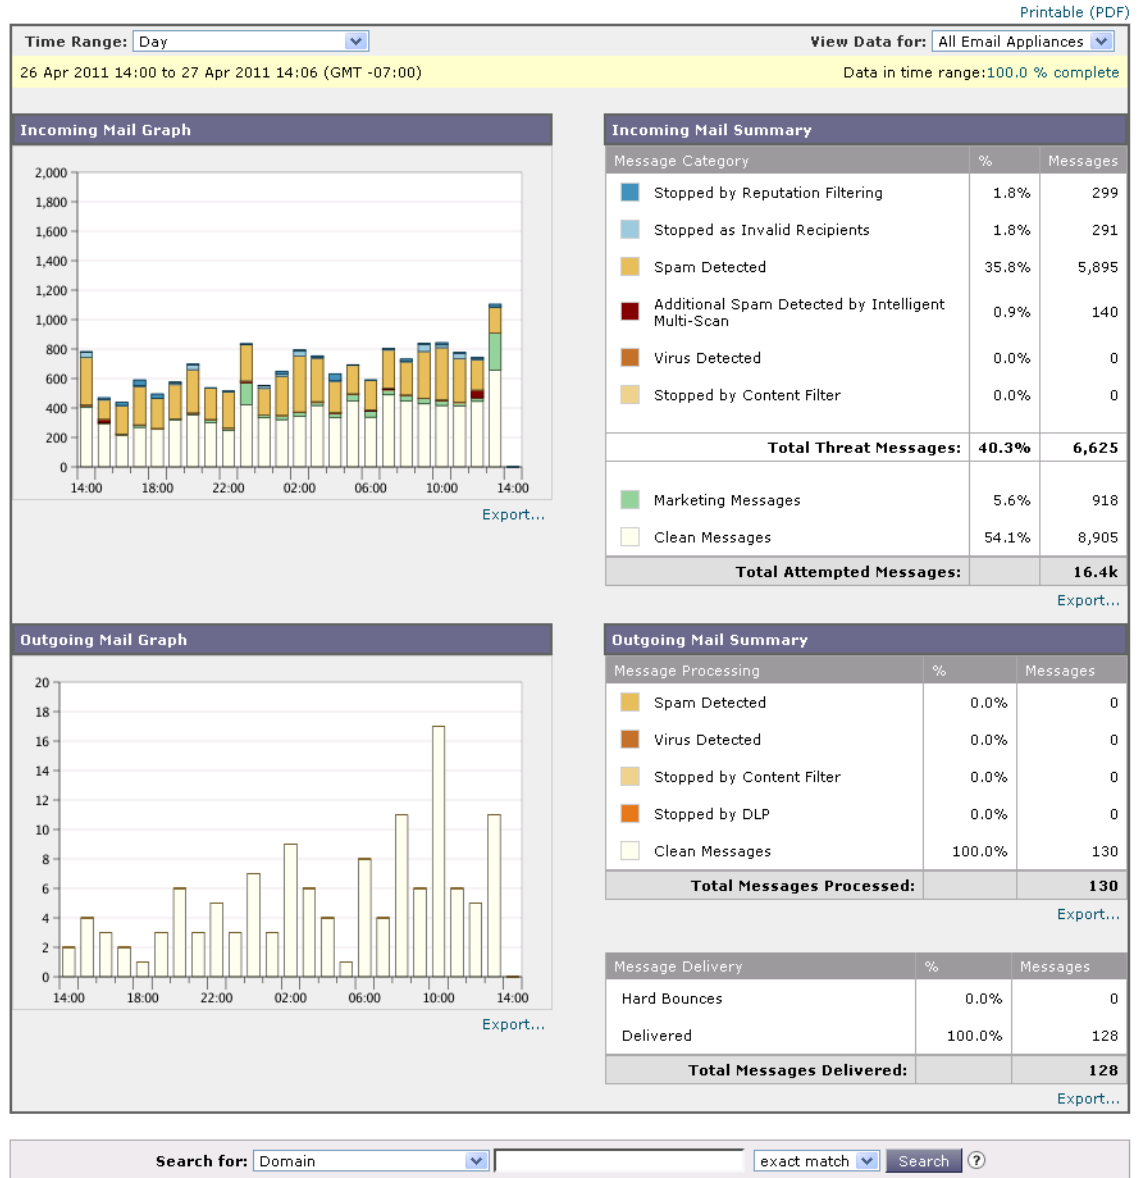 Printable (PDF)
Time Range: Day
View Data for: All Email Appliances
26 Apr 2011 14:00 to 27 Apr 2011 14:06 (GMT -07:00)
Data in time range:100.0 % complete
Incoming Mail Graph
2,000
1,800
1,600
1,400
1,200
1,000
800
600
400
200
0
14:00 18:00 22:00 02:00 06:00 10:00 14:00
Export...
Incoming Mail Summary
Message Category % Messages
Stopped by Reputation Filtering 1.8% 299
Stopped as Invalid Recipients 1.8% 291
Spam Detected 35.8% 5,895
Additional Spam Detected by Intelligent
Multi-Scan 0.9% 140
Virus Detected 0.0% 0
Stopped by Content Filter 0.0% 0
Total Threat Messages: 40.3% 6,625
Marketing Messages 5.6% 918
Clean Messages 54.1% 8,905
Total Attempted Messages: 16.4k
Export...
Outgoing Mail Graph
20
18
16
14
12
10
8
6
4
2
0
14:00 18:00 22:00 02:00 06:00 10:00 14:00
Export...
Outgoing Mail Summary
Message Processing % Messages
Spam Detected 0.0% 0
Virus Detected 0.0% 0
Stopped by Content Filter 0.0% 0
Stopped by DLP 0.0% 0
Clean Messages 100.0% 130
Total Messages Processed: 130
Export...
Message Delivery % Messages
Hard Bounces 0.0% 0
Delivered 100.0% 128
Total Messages Delivered: 128
Export...
Search for: Domain exact match Search ?